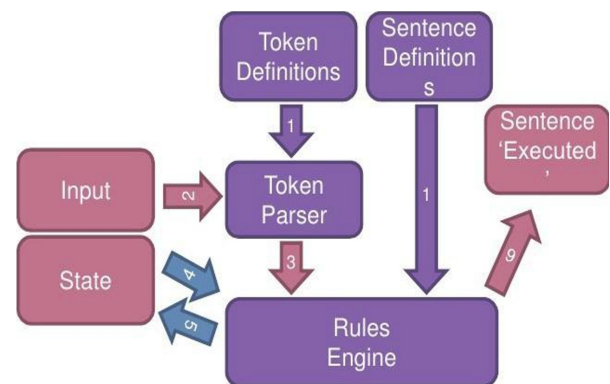 Token
Definitions
Sentence
Definition
s
1
Sentence
'Executed
'
Input
2
Token
Parser
1
State
4
3
5
6
Rules
Engine